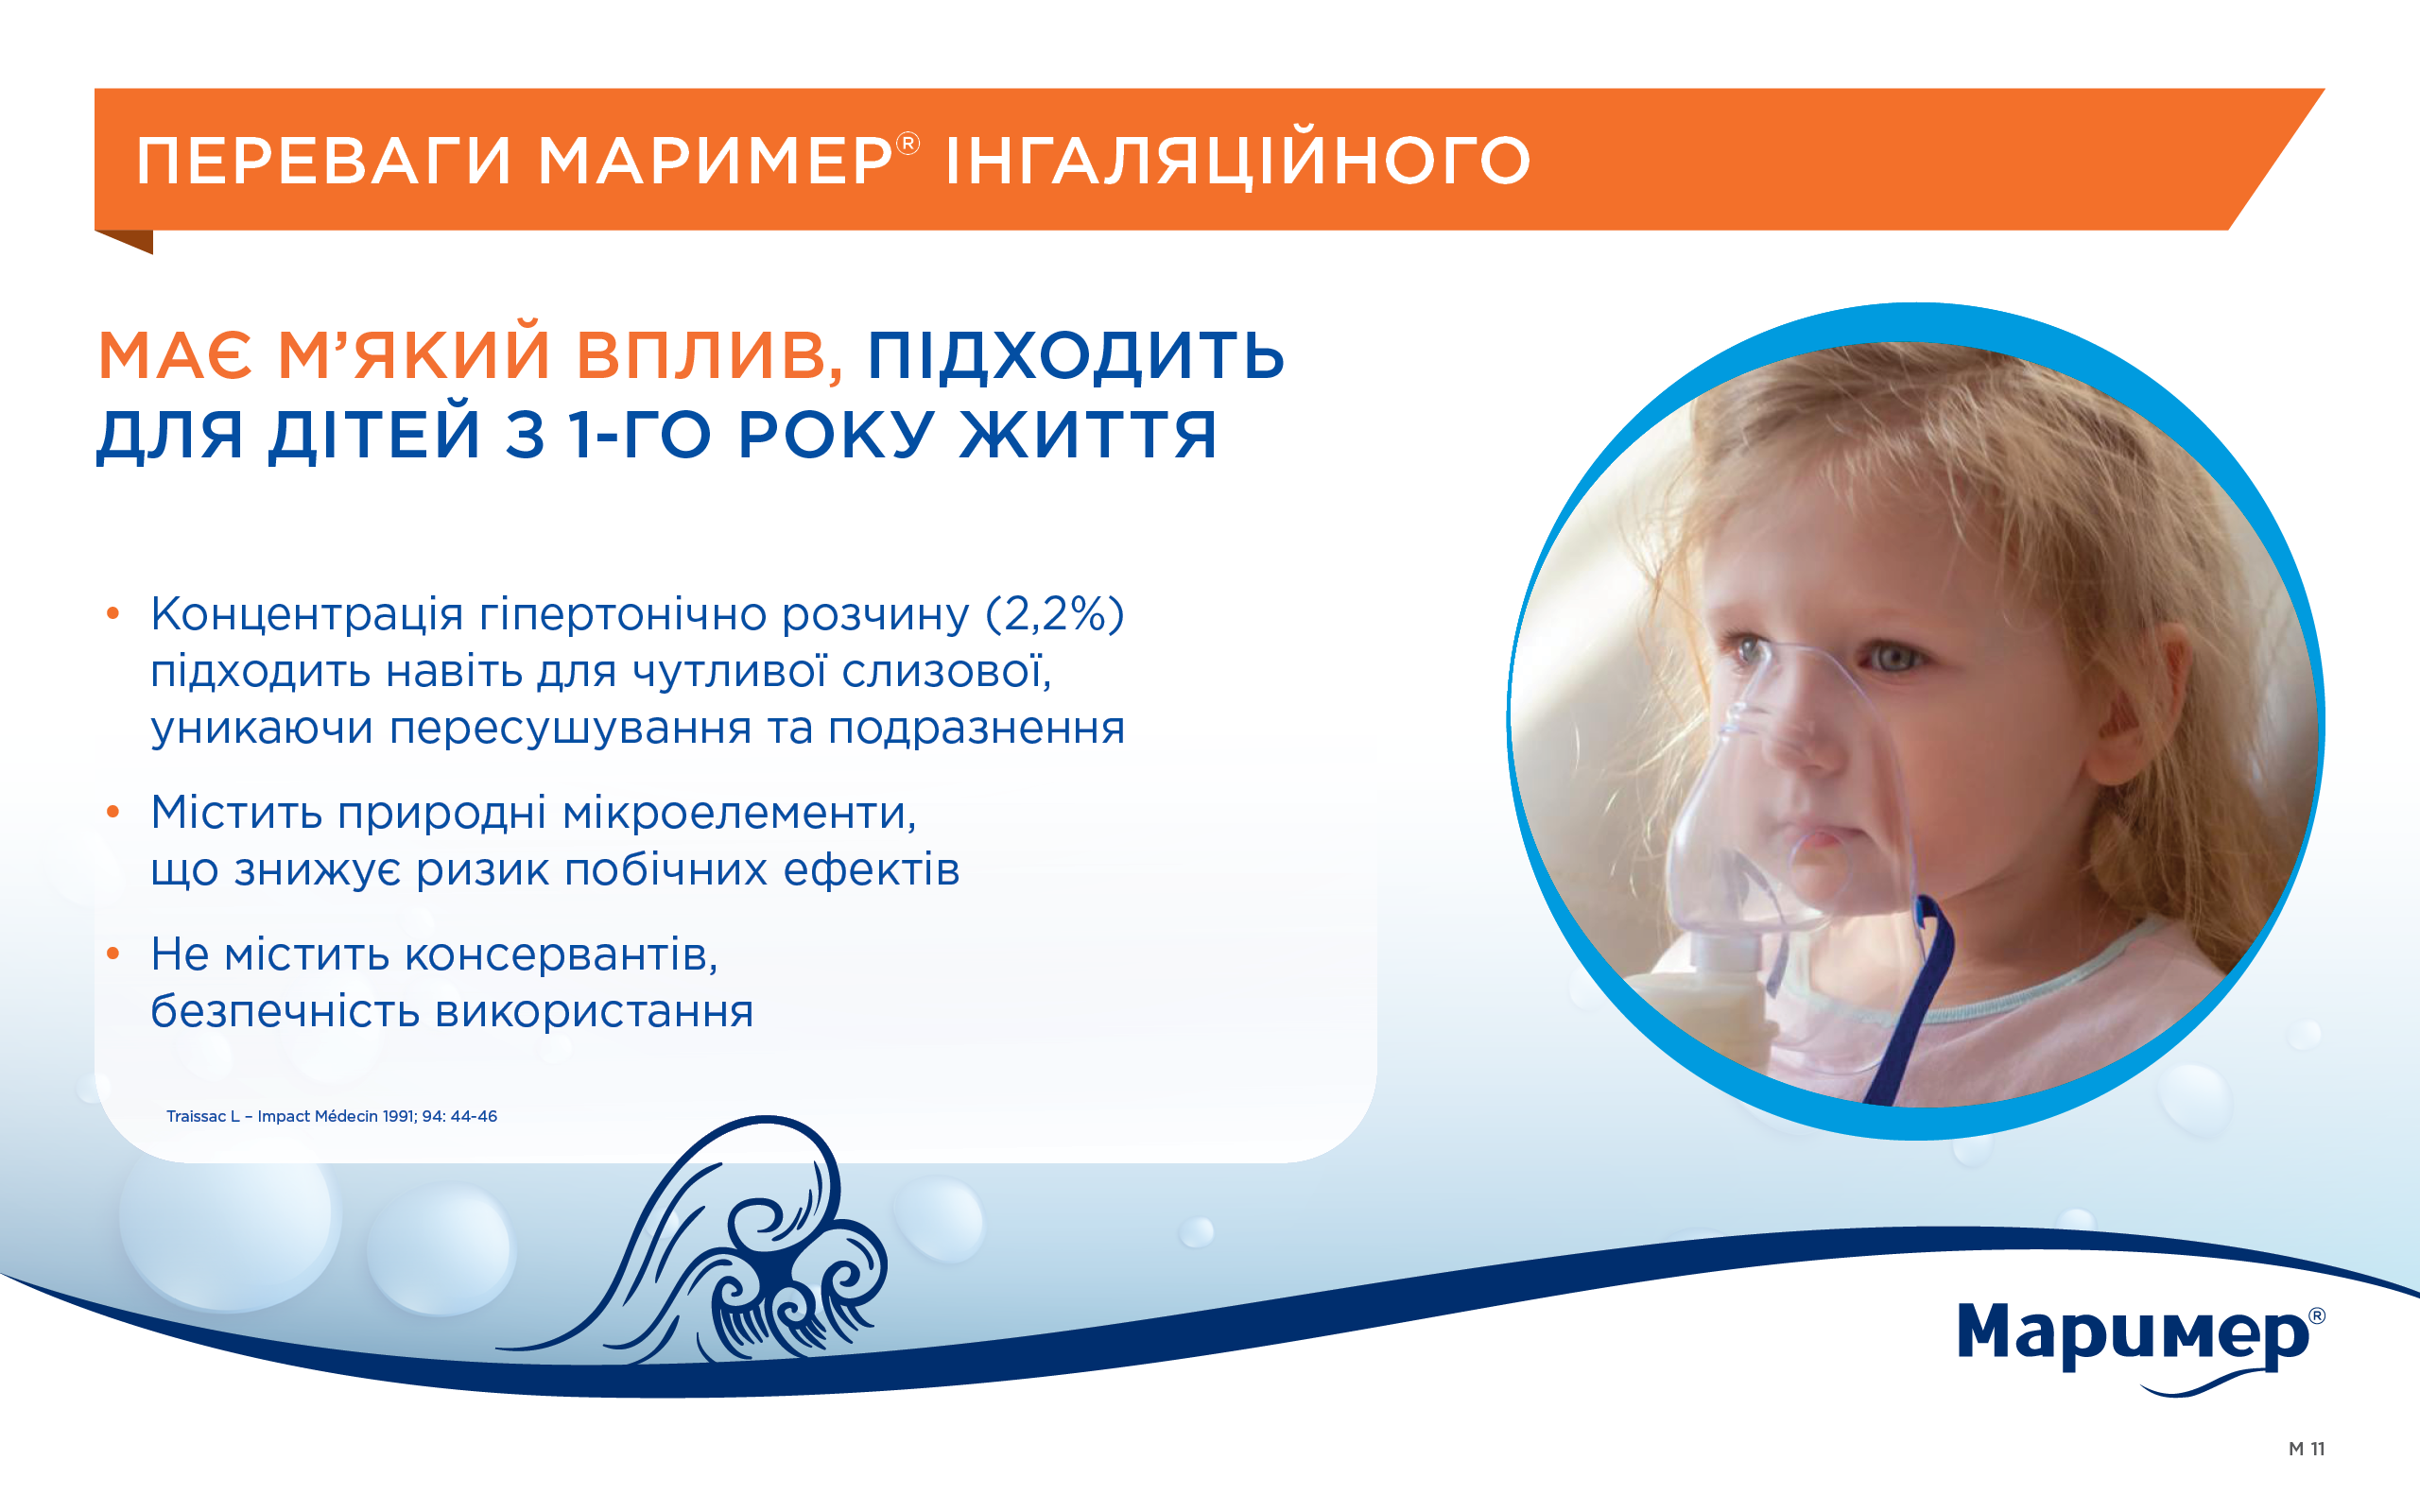 ПЕРЕВАГИ МАРИМЕР® ІНГАЛЯЦІЙНОГО
МАЄ М’ЯКИЙ ВПЛИВ, ПІДХОДИТЬ
ДЛЯ ДІТЕЙ З 1-ГО РОКУ ЖИТТЯ
• Концентрація гіпертонічно розчину (2,2%)
підходить навіть для чутливої слизової,
уникаючи пересушування та подразнення
• Містить природні мікроелементи,
що знижує ризик побічних ефектів
• Не містить консервантів,
безпечність використання
Traissac L – Impact Médecin 1991; 94: 44-46
Маример®
М 11